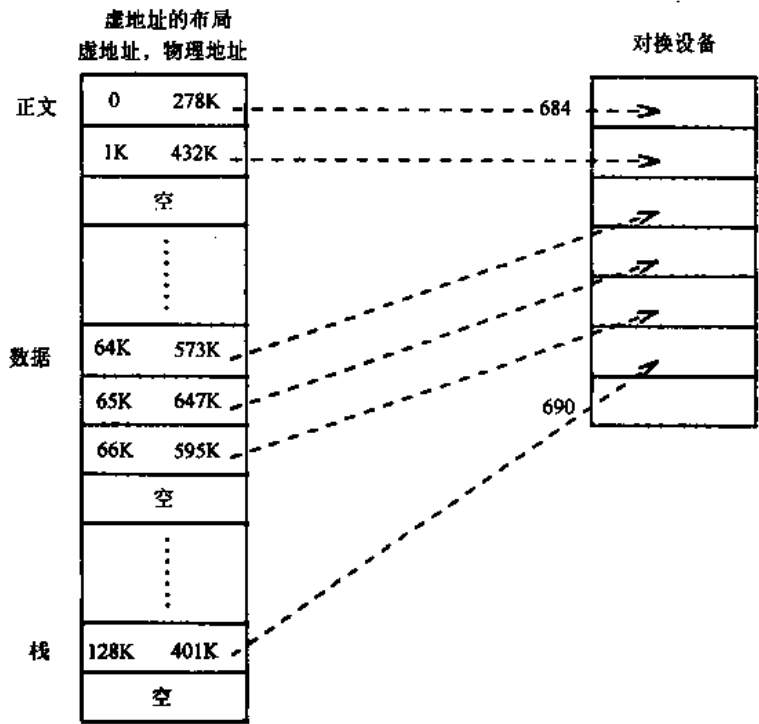 虚地址的布局
虚地址，物理地址
对换设备
正文
0 278K
684
1K 432K
空
数据
64K 573K
65K 647K
690
66K 595K
空
栈
128K 401K
空